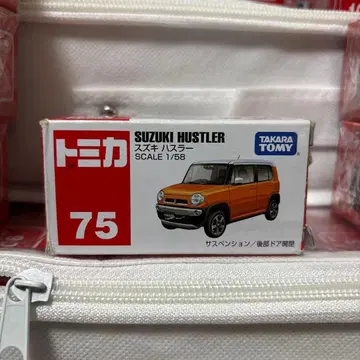 トミカ
75
SUZUKI HUSTLER
スズキ ハスラー
SCALE 1/58
TAKARA
TOMY
サスペンション/後部ドア開閉